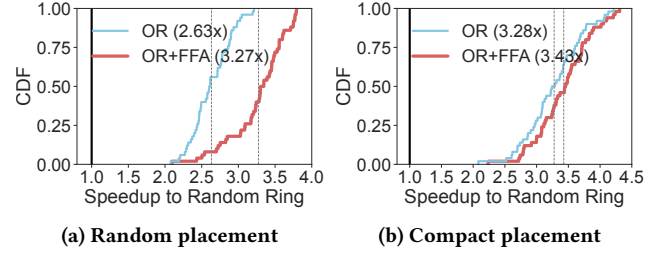 1.00
0.75
0.50
0.25
0.00
CDF
OR (2.63x)
OR+FFA (3.27x)
1.0 1.5 2.0 2.5 3.0 3.5 4.0
Speedup to Random Ring
(a) Random placement
1.00
0.75
0.50
0.25
0.00
CDF
OR (3.28x)
OR+FFA (3.43x)
1.0 1.5 2.0 2.5 3.0 3.5 4.0 4.5
Speedup to Random Ring
(b) Compact placement